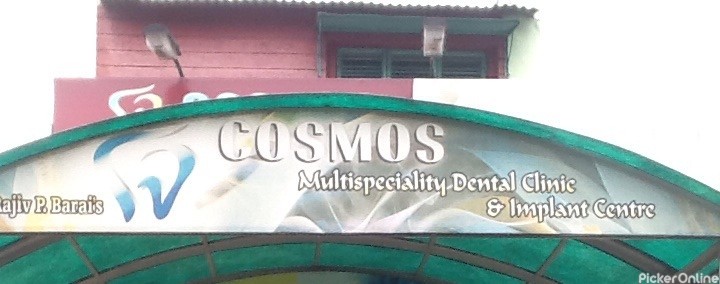 COSMOS
Rajiv P. Barai's
Multispeciality Dental Clinic
& Implant Centre
PickerOnline